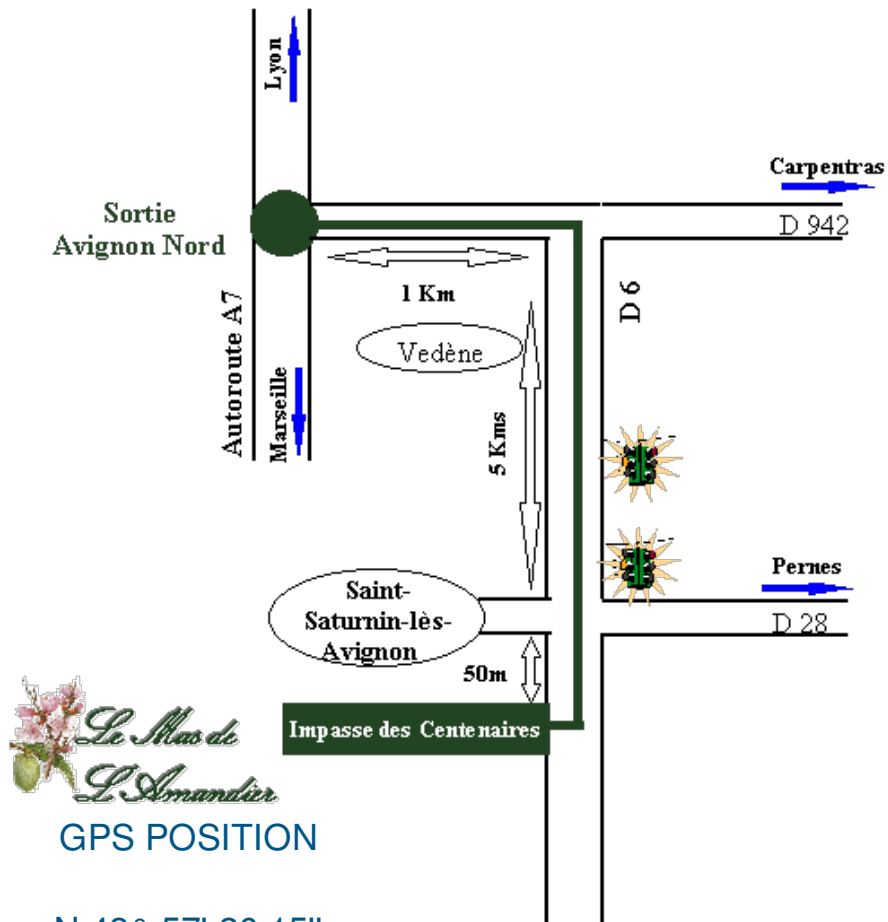 Lyon
Carpentras
Sortie
Avignon Nord
D 942
1 Km
D 6
Autoroute A7
Vedène
Marseille
5 Kms
Pernes
Saint-
Saturnin-lès-
Avignon
D 28
50m
Impasse des Centenaires
Le Mas de
L'Amandier
GPS POSITION